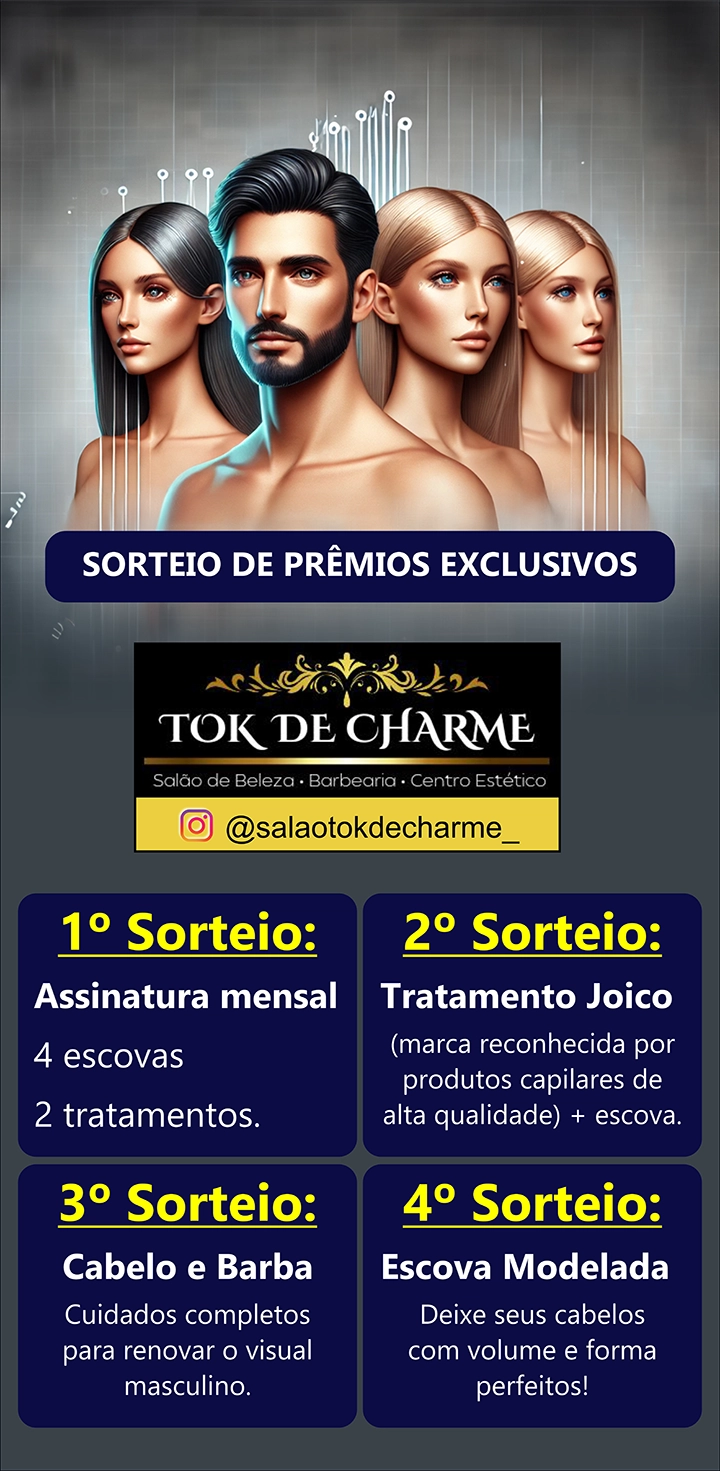 SORTEIO DE PRÊMIOS EXCLUSIVOS
TOK DE CHARME
Salão de Beleza • Barbearia • Centro Estético
@salaotokdecharme_
1º Sorteio:
Assinatura mensal
4 escovas
2 tratamentos.
2º Sorteio:
Tratamento Joico
(marca reconhecida por
produtos capilares de
alta qualidade) + escova.
3º Sorteio:
Cabelo e Barba
Cuidados completos
para renovar o visual
masculino.
4º Sorteio:
Escova Modelada
Deixe seus cabelos
com volume e forma
perfeitos!